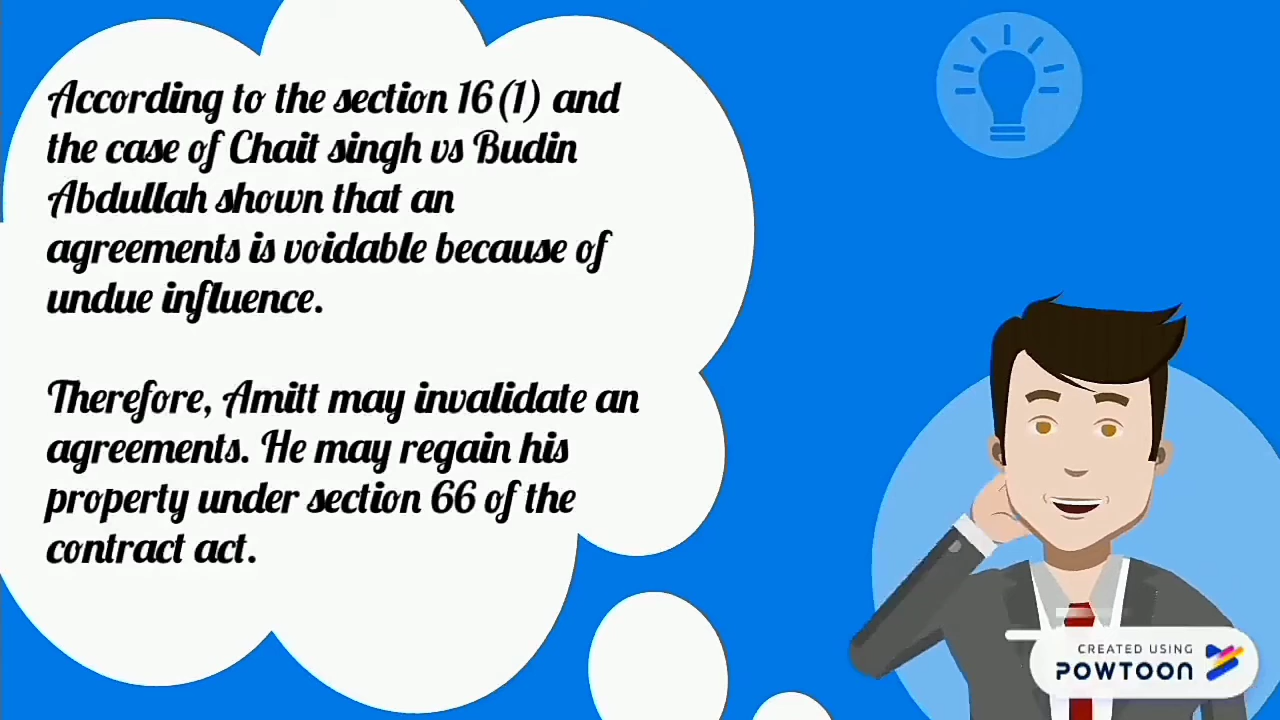 According to the section 16(1) and
the case of Chait singh vs Budin
Abdullah shown that an
agreements is voidable because of
undue influence.
Therefore, Amitt may invalidate an
agreements. He may regain his
property under section 66 of the
contract act.
CREATED USING
POWTOON